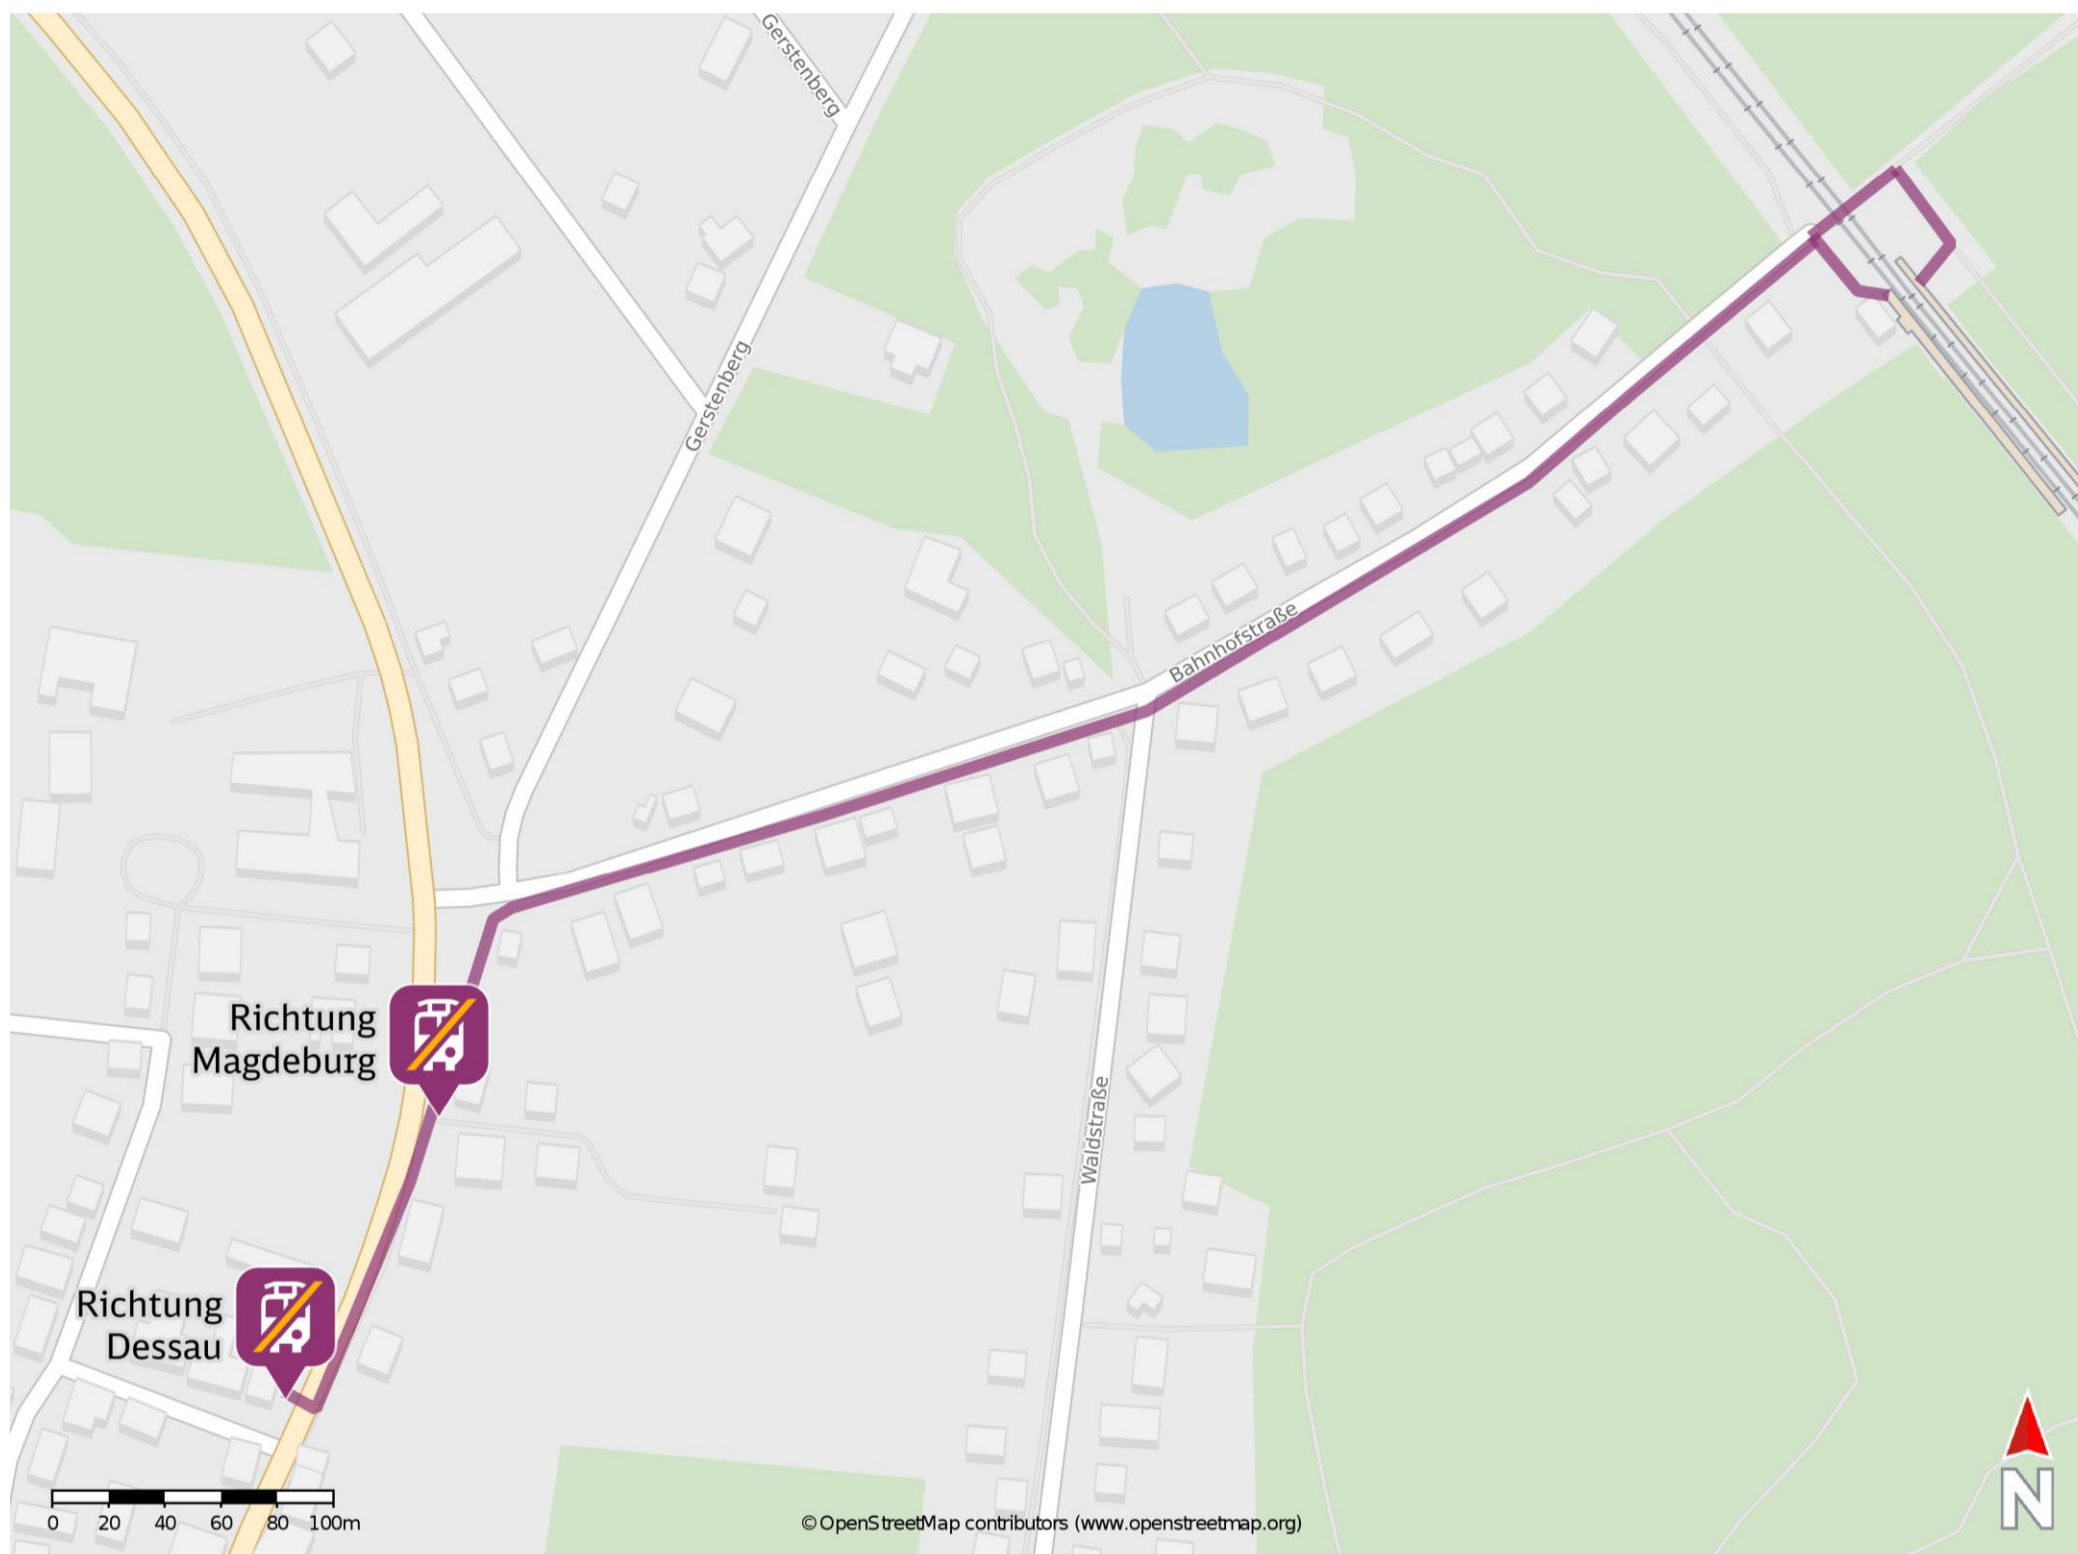 Gerstenberg
Gerstenberg
Bahnhofstraße
Richtung
Magdeburg
Waldstraße
Richtung
Dessau
N
0 20 40 60 80 100m
© OpenStreetMap contributors (www.openstreetmap.org)